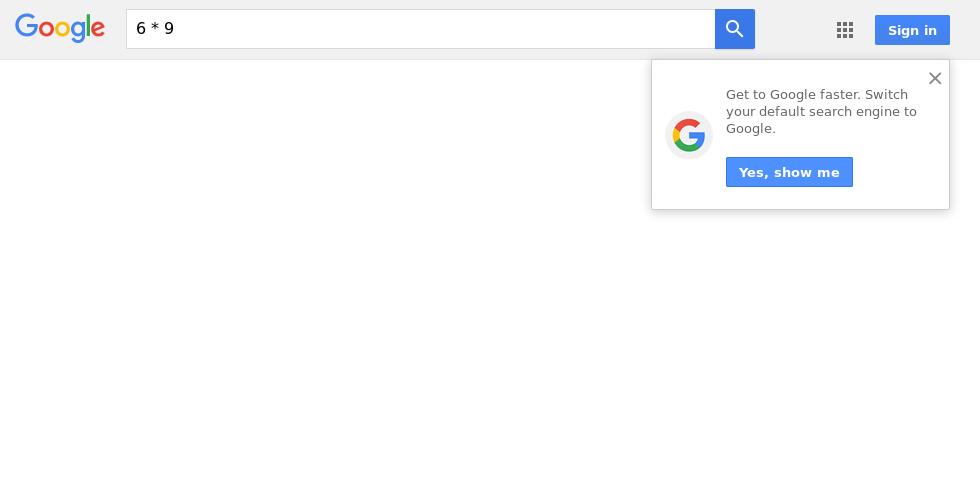 Google
6 * 9
Sign in
Get to Google faster. Switch
your default search engine to
Google.
Yes, show me